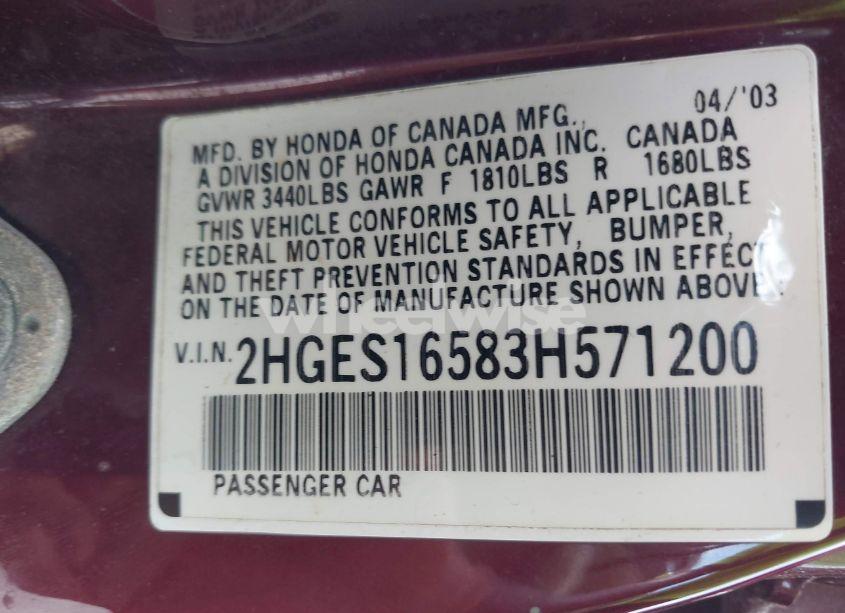 04/'03
MFD. BY HONDA OF CANADA MFG.,
A DIVISION OF HONDA CANADA INC. CANADA
GVWR 3440LBS GAWR F 1810LBS R 1680LBS
THIS VEHICLE CONFORMS TO ALL APPLICABLE
FEDERAL MOTOR VEHICLE SAFETY, BUMPER,
AND THEFT PREVENTION STANDARDS IN EFFECT
ON THE DATE OF MANUFACTURE SHOWN ABOVE.
wheelwise
V.I.N. 2HGES16583H571200
PASSENGER CAR